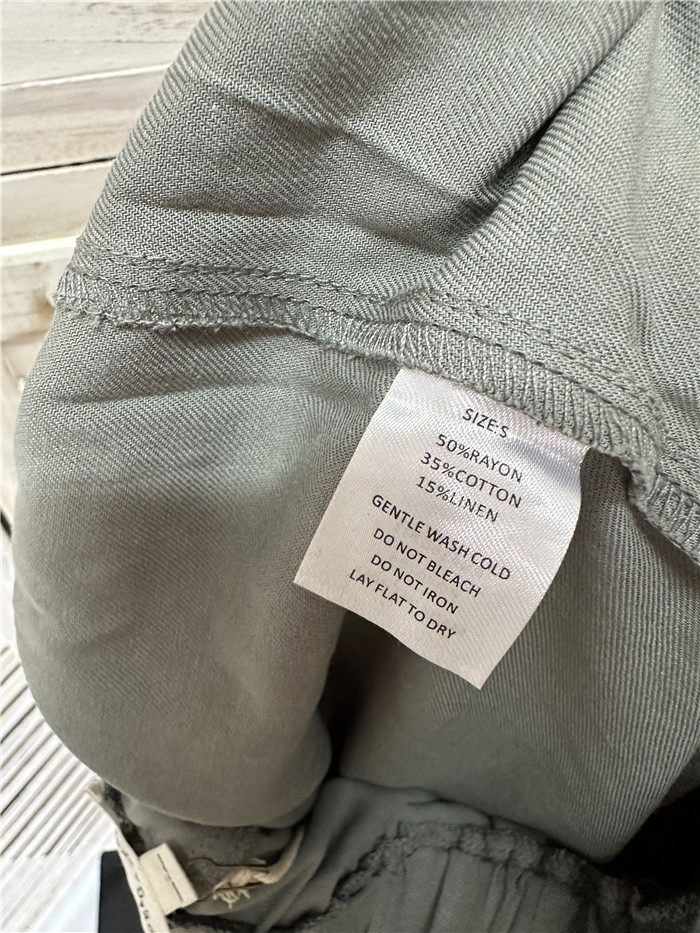 SIZE:S
50%RAYON
35%COTTON
15%LINEN
GENTLE WASH COLD
DO NOT BLEACH
DO NOT IRON
LAY FLAT TO DRY